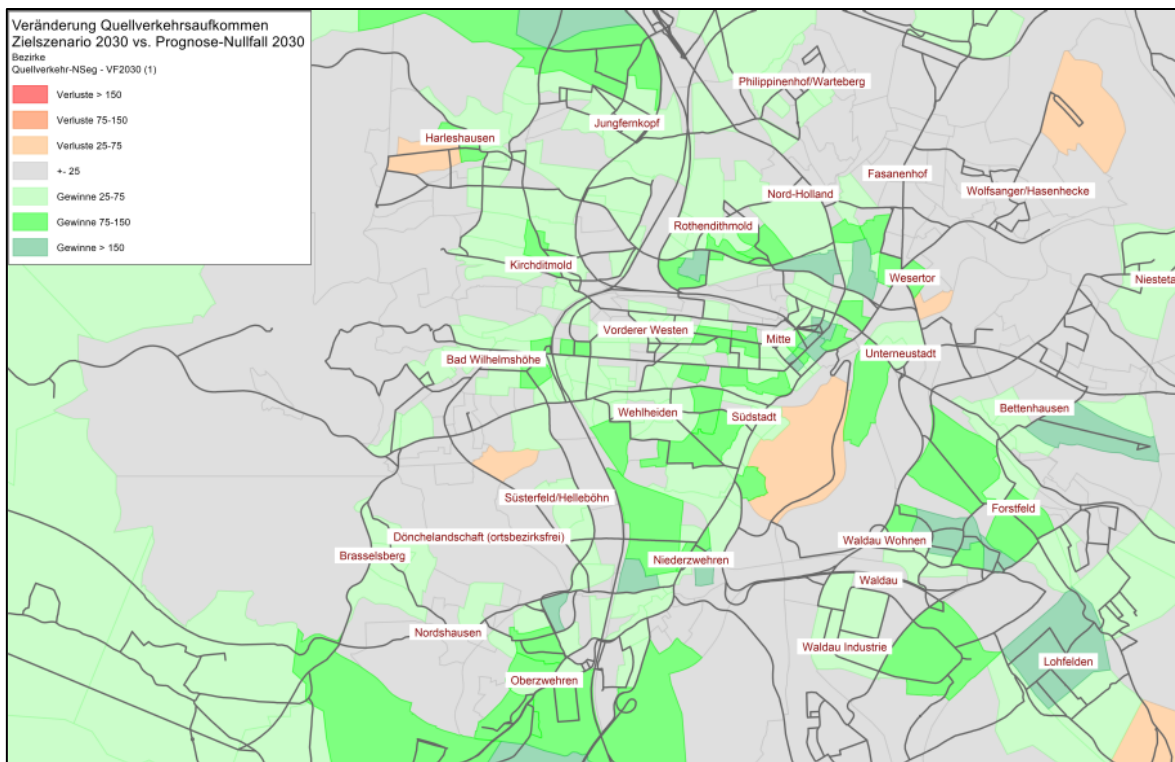 Veränderung Quellverkehrsaufkommen
Zielszenario 2030 vs. Prognose-Nullfall 2030
Bezirke
Quellverkehr-NSeg - VF2030 (1)
Verluste > 150
Verluste 75-150
Verluste 25-75
+- 25
Gewinne 25-75
Gewinne 75-150
Gewinne > 150
Philippinenhof/Warteberg
Jungfernkopf
Harleshausen
Fasanenhof
Wolfsanger/Hasenhecke
Nord-Holland
Rothendithmold
Kirchditmold
Wesertor
Niesteta
Vorderer Westen
Mitte
Bad Wilhelmshöhe
Unterneustadt
Wehlheiden
Südstadt
Bettenhausen
Süsterfeld/Helleböhn
Forstfeld
Dönchelandschaft (ortsbezirksfrei)
Waldau Wohnen
Brasselsberg
Niederzwehren
Waldau
Nordshausen
Waldau Industrie
Lohfelden
Oberzwehren